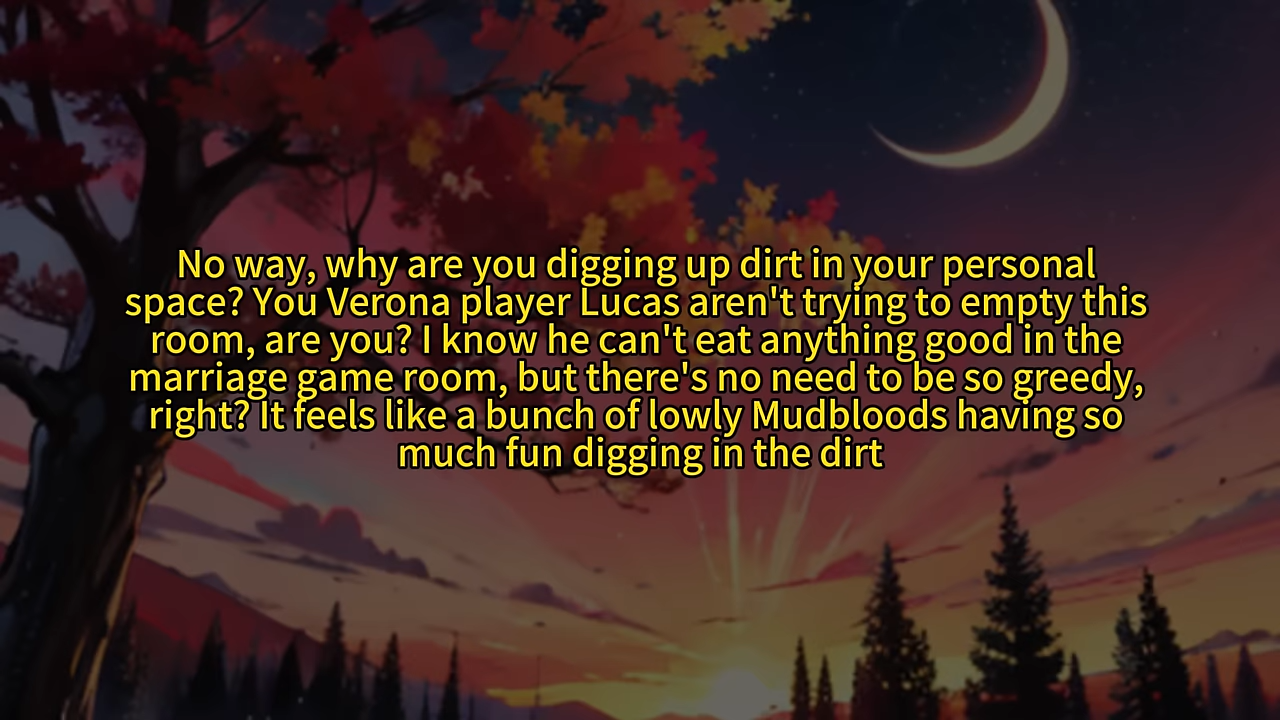 No way, why are you digging up dirt in your personal
space? You Verona player Lucas aren't trying to empty this
room, are you? I know he can't eat anything good in the
marriage game room, but there's no need to be so greedy,
right? It feels like a bunch of lowly Mudbloods having so
much fun digging in the dirt